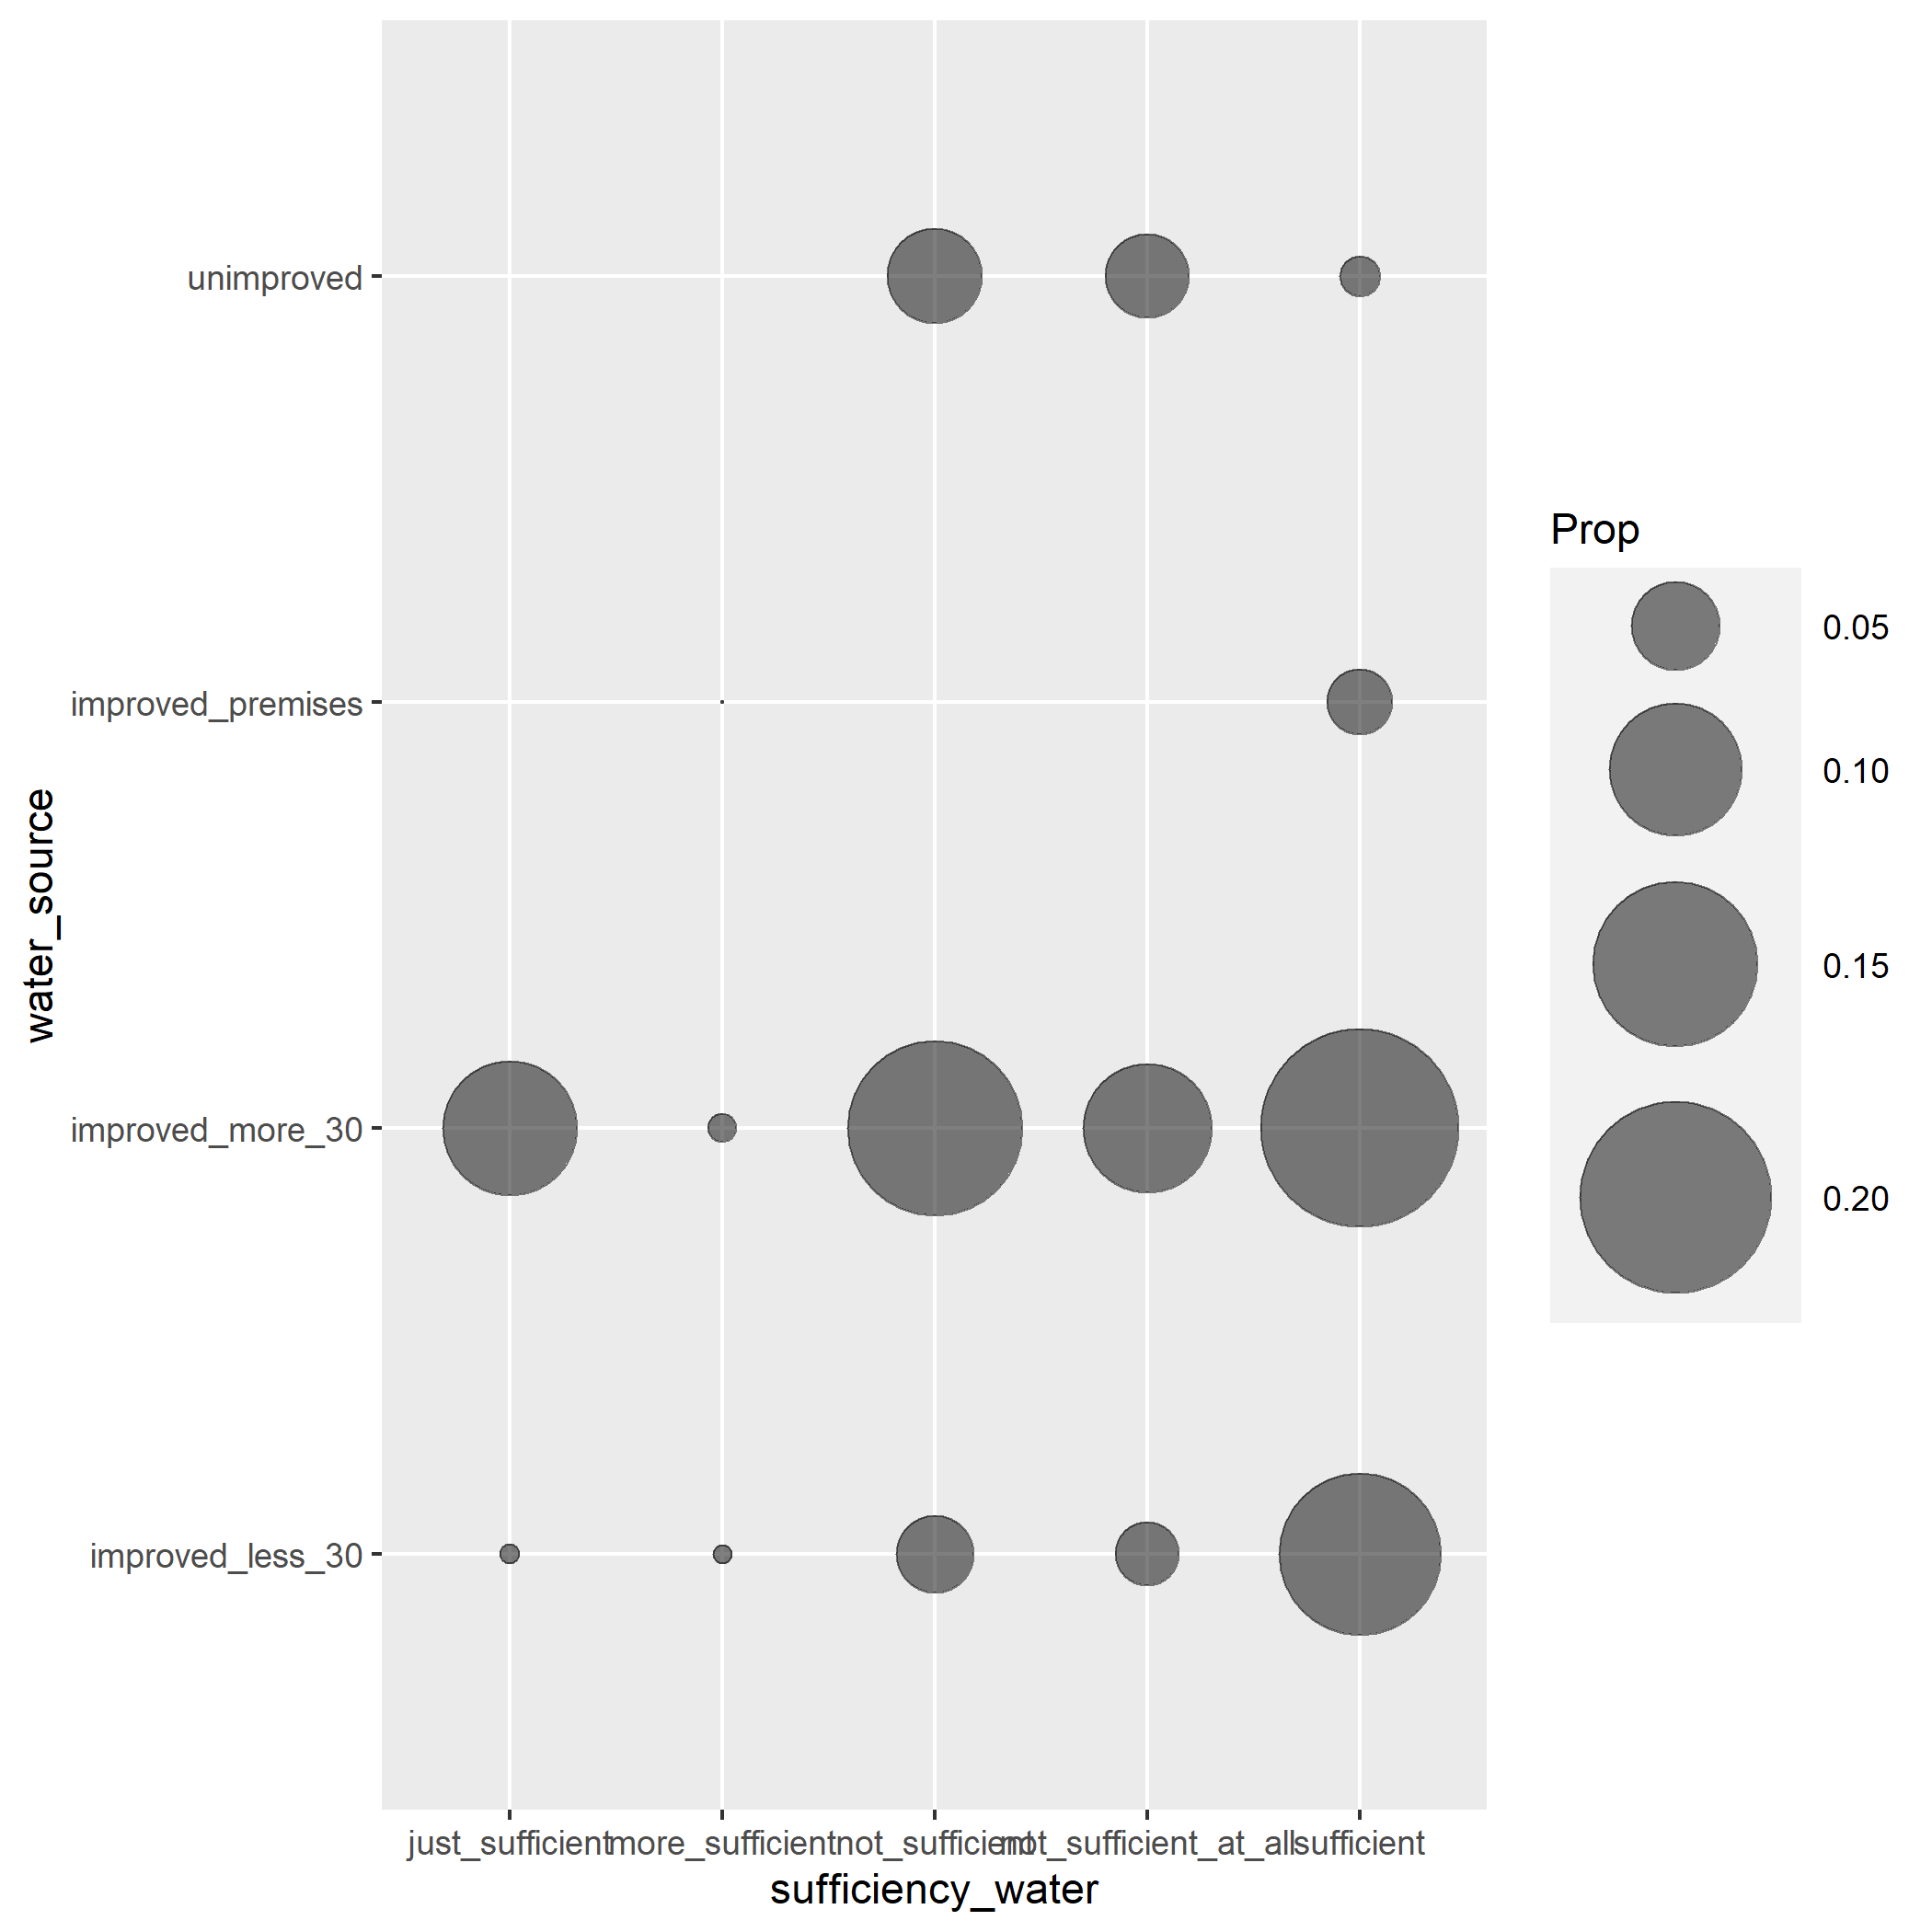 unimproved
improved_premises
improved_more_30
improved_less_30
water_source
just_sufficient
more_sufficient
not_sufficient
not_sufficient_at_all
sufficient
sufficiency_water
Prop
0.05
0.10
0.15
0.20